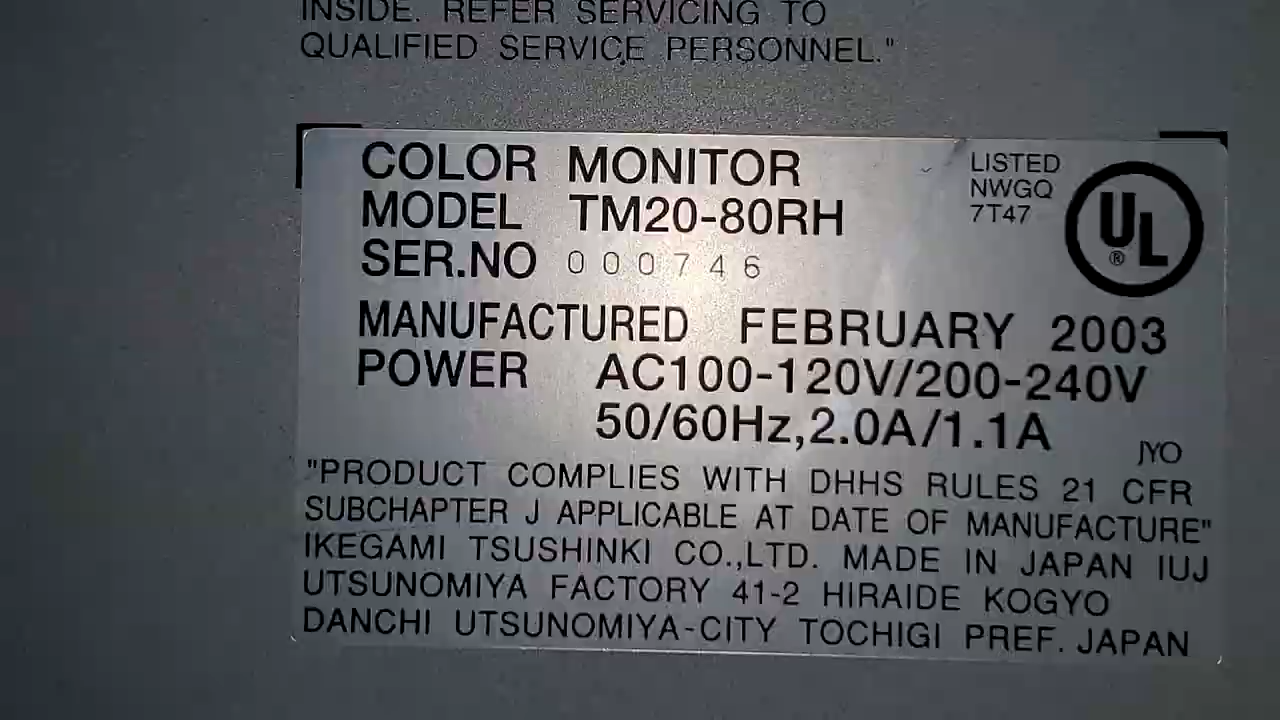 INSIDE. REFER SERVICING TO
QUALIFIED SERVICE PERSONNEL."
COLOR MONITOR
MODEL TM20-80RH
SER.NO 000746
LISTED
NWGQ
7T47
UL
®
MANUFACTURED FEBRUARY 2003
POWER AC100-120V/200-240V
50/60Hz,2.0A/1.1A
JYO
"PRODUCT COMPLIES WITH DHHS RULES 21 CFR
SUBCHAPTER J APPLICABLE AT DATE OF MANUFACTURE"
IKEGAMI TSUSHINKI CO.,LTD. MADE IN JAPAN IUJ
UTSUNOMIYA FACTORY 41-2 HIRAIDE KOGYO
DANCHI UTSUNOMIYA-CITY TOCHIGI PREF. JAPAN